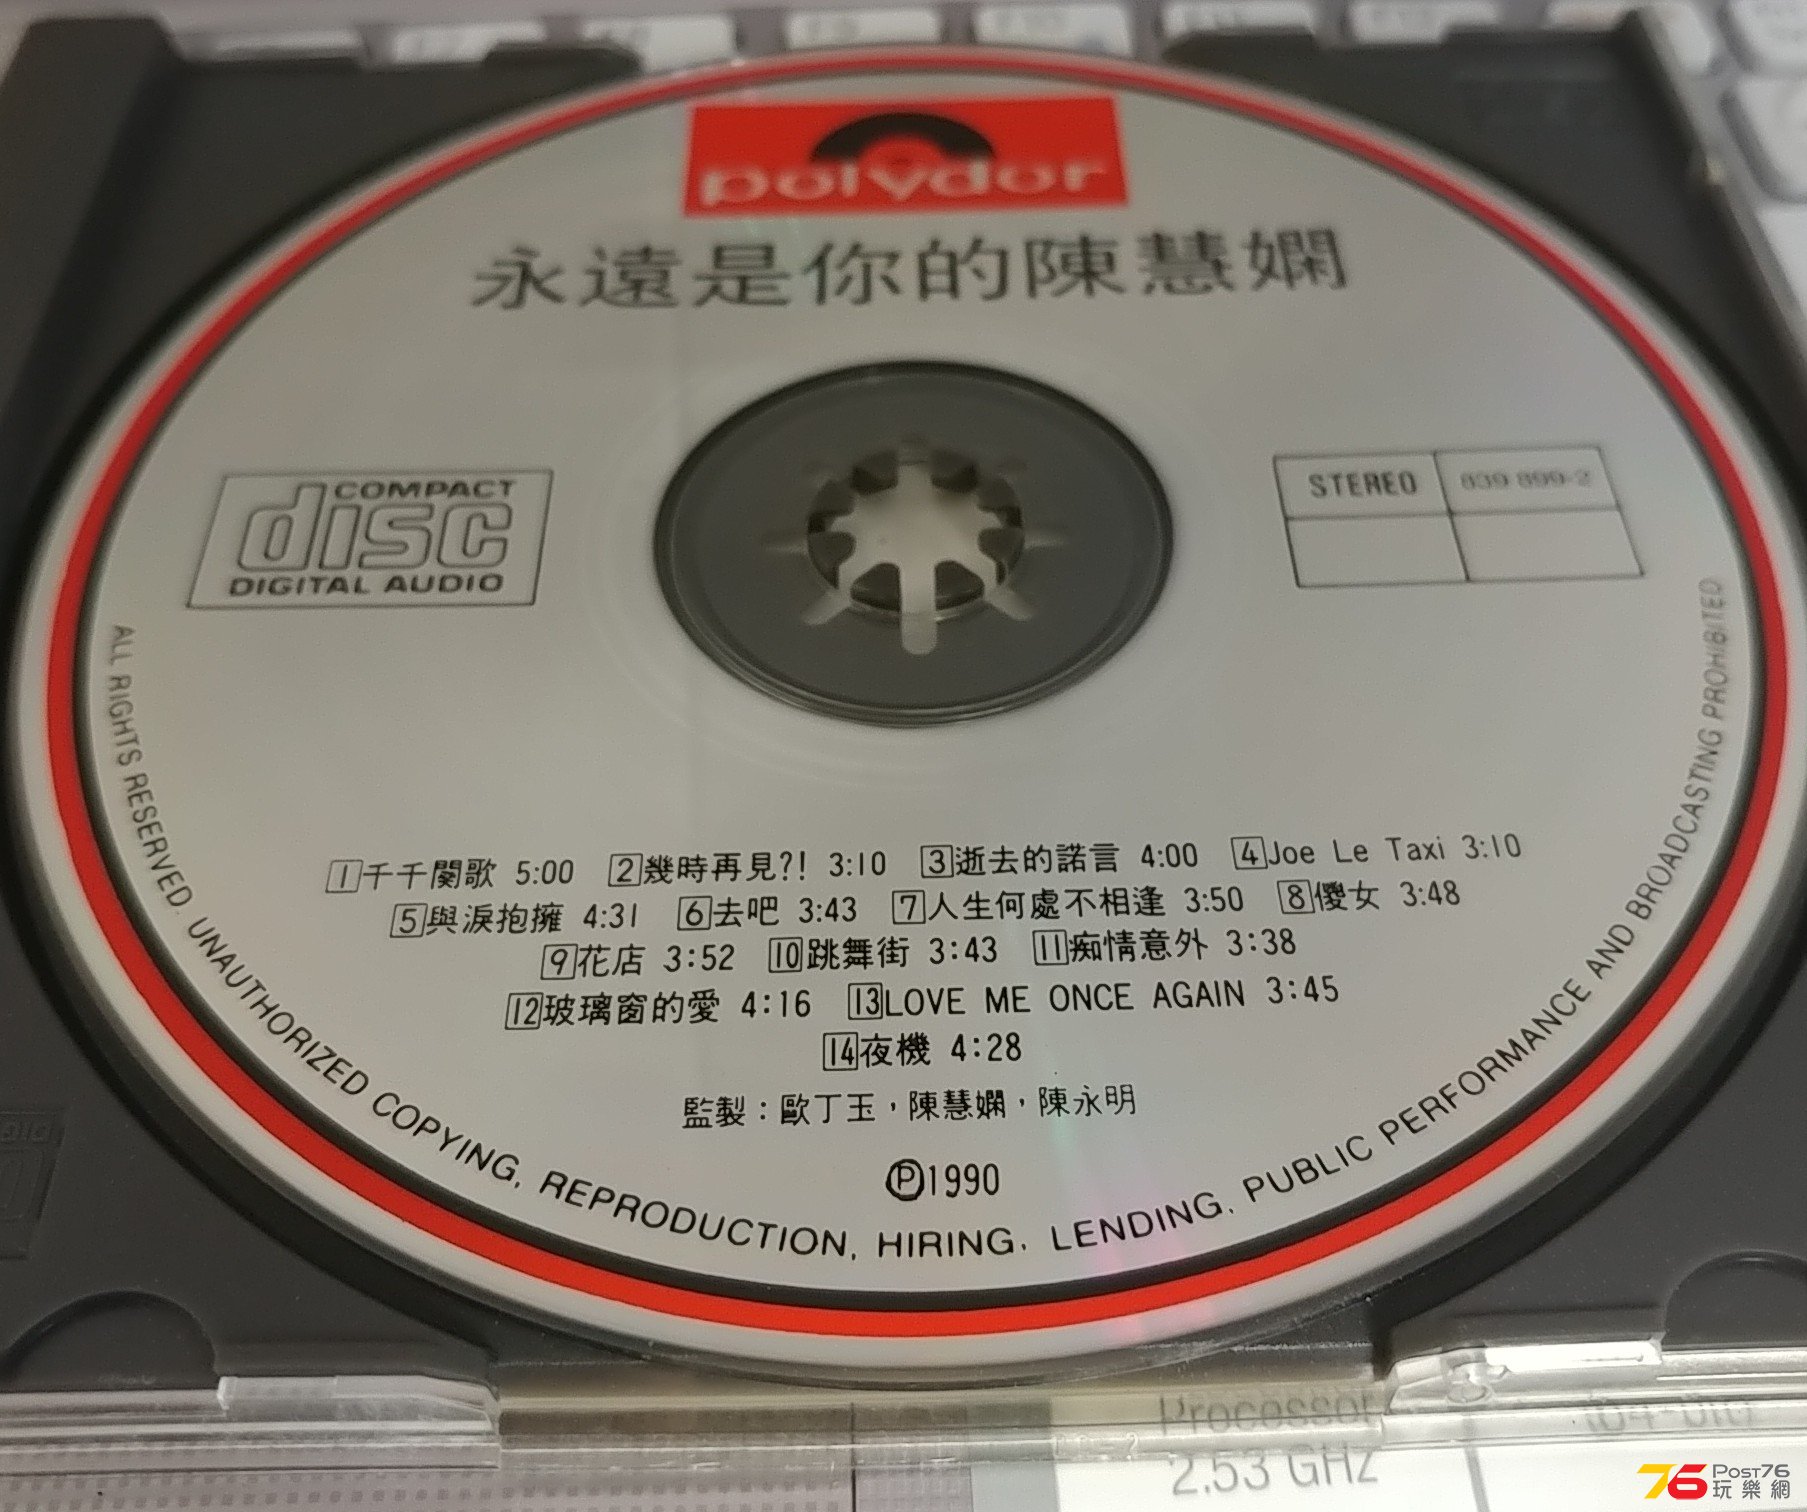 polydor
永遠是你的陳慧嫻
COMPACT
disc
DIGITAL AUDIO
STEREO 839 899-2
1千千闋歌 5:00 2幾時再見?! 3:10 3逝去的諾言 4:00 4Joe Le Taxi 3:10
5與淚抱擁 4:31 6去吧 3:43 7人生何處不相逢 3:50 8傻女 3:48
9花店 3:52 10跳舞街 3:43 11痴情意外 3:38
12玻璃窗的愛 4:16 13LOVE ME ONCE AGAIN 3:45
14夜機 4:28
監製：歐丁玉，陳慧嫻，陳永明
Ⓟ1990
ALL RIGHTS RESERVED. UNAUTHORIZED COPYING, REPRODUCTION, HIRING, LENDING, PUBLIC PERFORMANCE AND BROADCASTING PROHIBITED
Processor
2.53 GHz
76 POST76
玩樂網